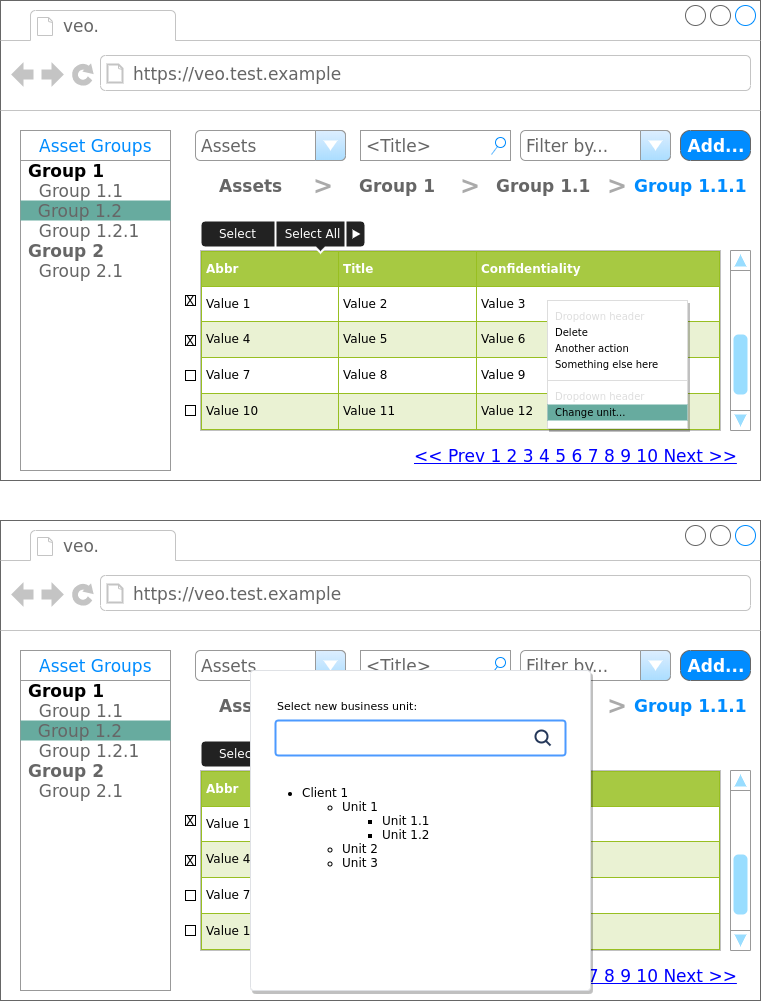 veo.
https://veo.test.example
Asset Groups
Group 1
Group 1.1
Group 1.2
Group 1.2.1
Group 2
Group 2.1
Assets <Title> Filter by... Add...
Assets > Group 1 > Group 1.1 > Group 1.1.1
Select Select All
Abbr Title Confidentiality
X Value 1 Value 2 Value 3
X Value 4 Value 5 Value 6
Value 7 Value 8 Value 9
Value 10 Value 11 Value 12
Dropdown header
Delete
Another action
Something else here
Dropdown header
Change unit...
<< Prev 1 2 3 4 5 6 7 8 9 10 Next >>
veo.
https://veo.test.example
Asset Groups
Group 1
Group 1.1
Group 1.2
Group 1.2.1
Group 2
Group 2.1
Assets <Title> Filter by... Add...
Ass > Group 1.1.1
Selec
Abbr
X Value 1
X Value 4
Value 7
Value 1
Select new business unit:
Client 1
Unit 1
Unit 1.1
Unit 1.2
Unit 2
Unit 3
7 8 9 10 Next >>